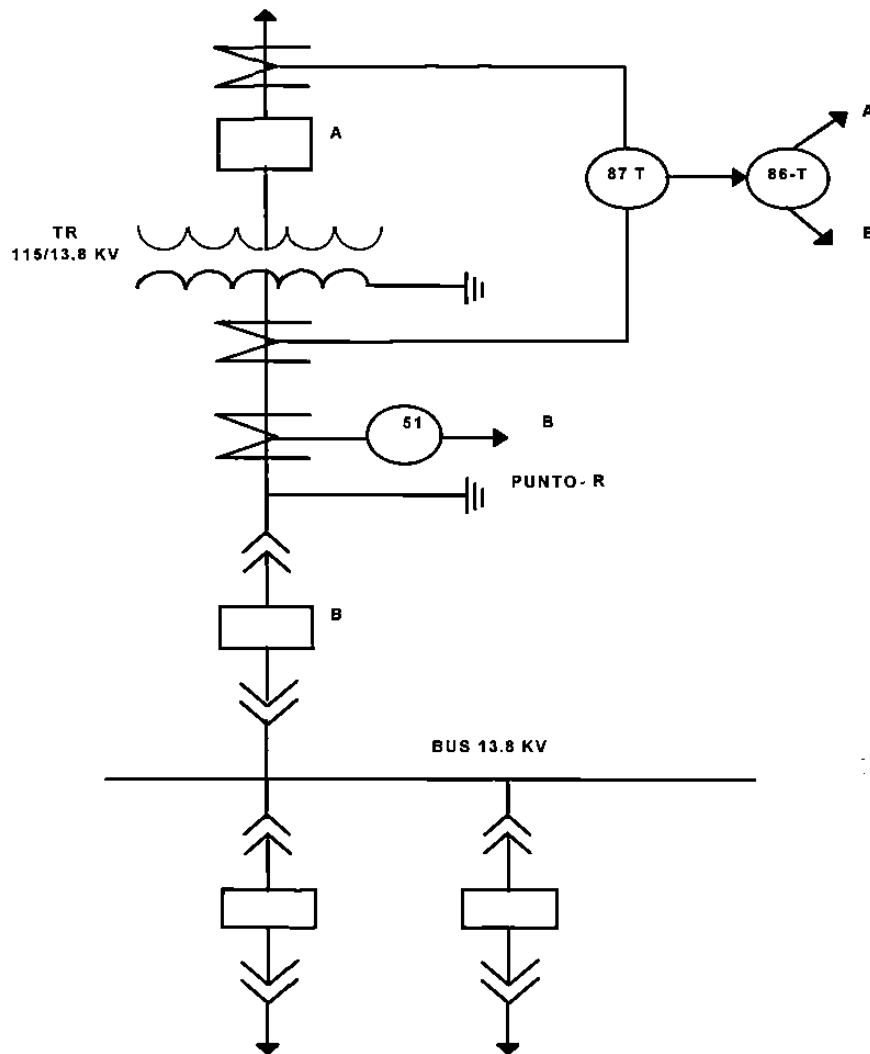 A
A
87 T
86-T
TR
115/13.8 KV
B
51
B
PUNTO- R
B
BUS 13.8 KV